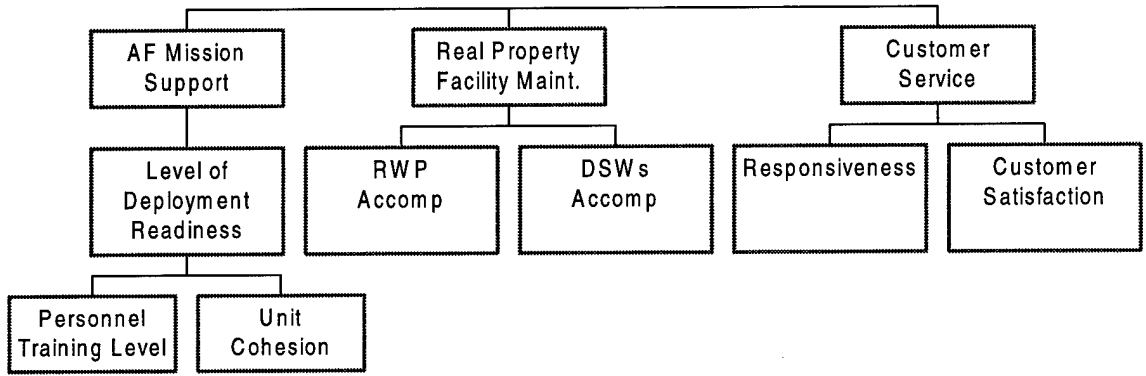 AF Mission
Support
Real Property
Facility Maint.
Customer
Service
Level of
Deployment
Readiness
RWP
Accomp
DSWs
Accomp
Responsiveness
Customer
Satisfaction
Personnel
Training Level
Unit
Cohesion